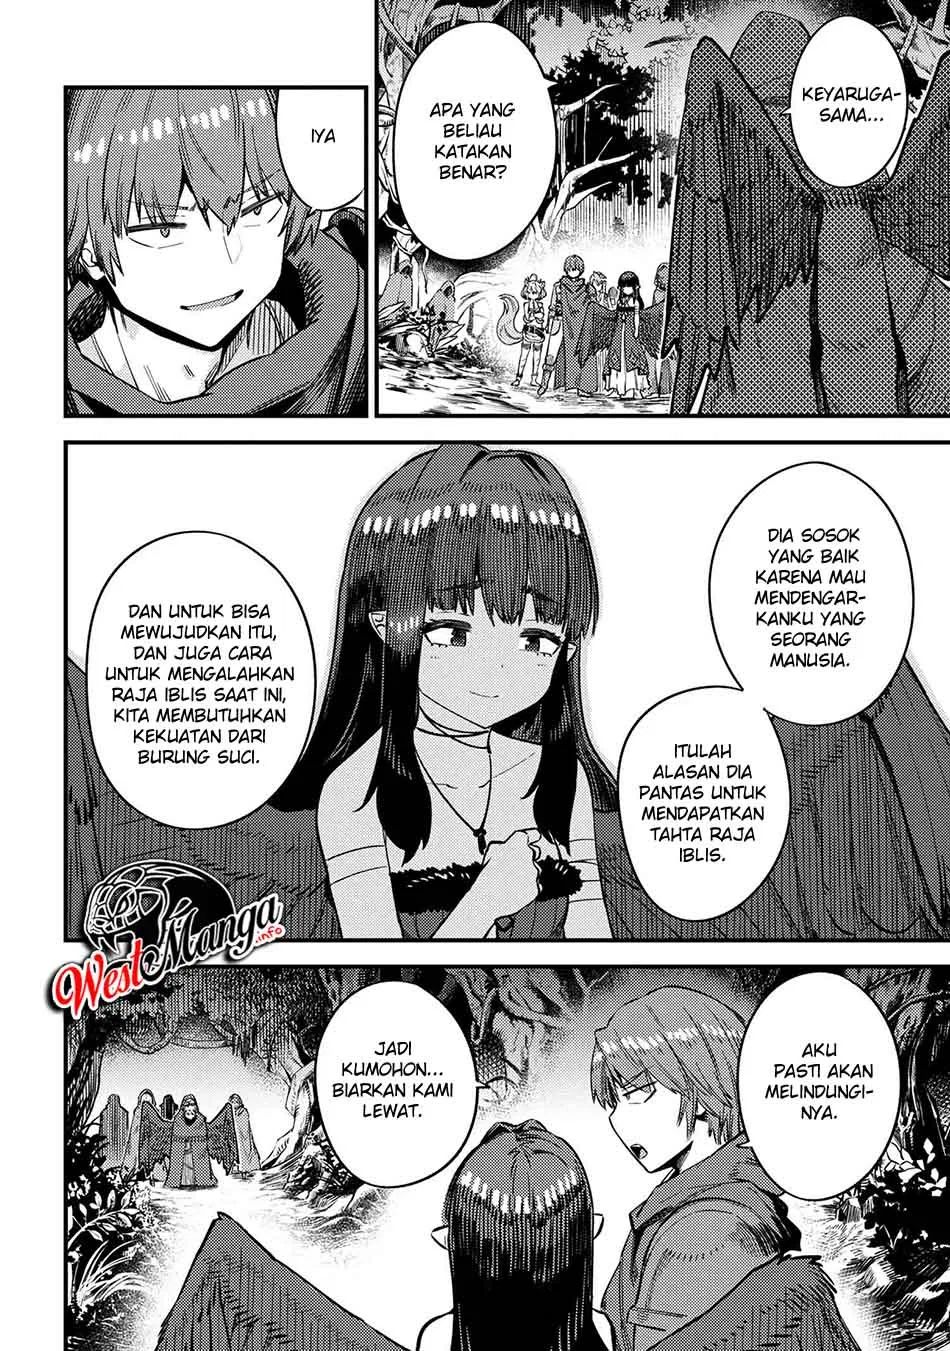 KEYARUGA-
SAMA...
APA YANG
BELIAU
KATAKAN
BENAR?
IYA
DIA SOSOK
YANG BAIK
KARENA MAU
MENDENGAR-
KANKU YANG
SEORANG
MANUSIA.
ITULAH
ALASAN DIA
PANTAS UNTUK
MENDAPATKAN
TAHTA RAJA
IBLIS.
DAN UNTUK BISA
MEWUJUDKAN ITU,
DAN JUGA CARA
UNTUK MENGALAHKAN
RAJA IBLIS SAAT INI,
KITA MEMBUTUHKAN
KEKUATAN DARI
BURUNG SUCI.
WestManga
.info
AKU
PASTI AKAN
MELINDUNGI-
NYA.
JADI
KUMOHON...
BIARKAN KAMI
LEWAT.